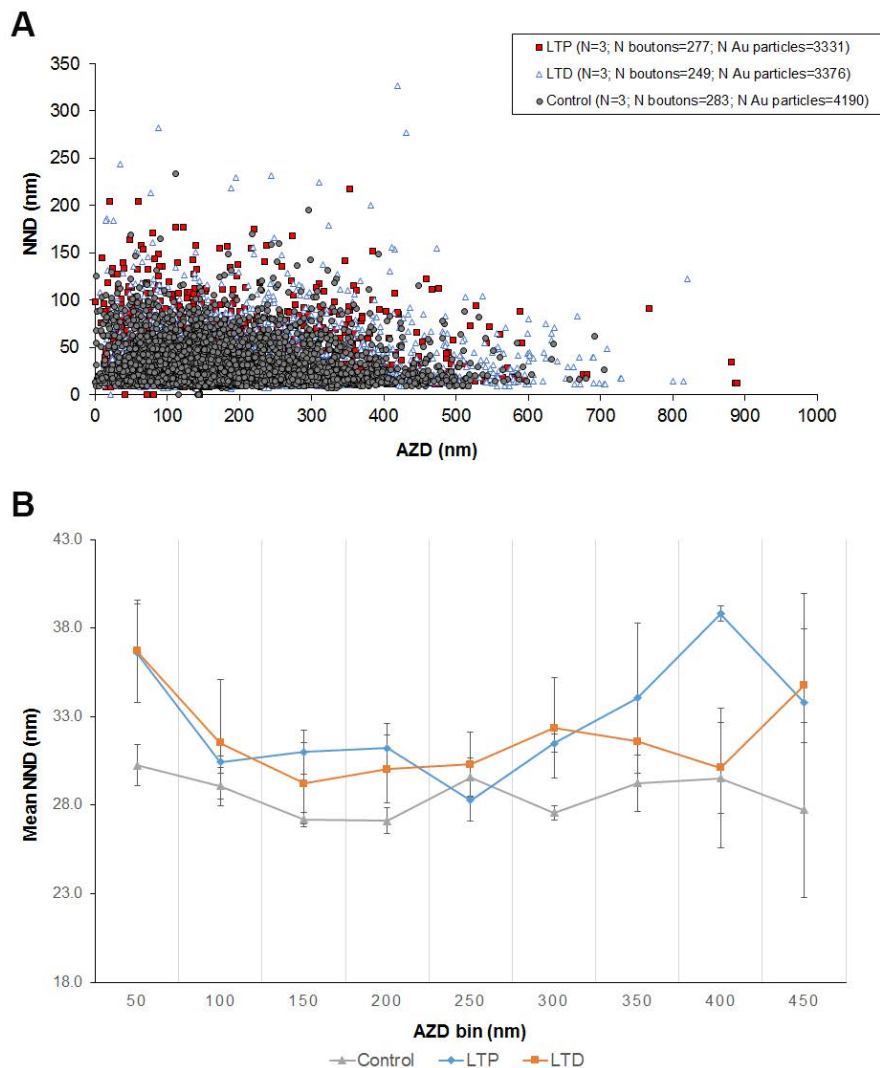 A
LTP (N=3; N boutons=277; N Au particles=3331)
LTD (N=3; N boutons=249; N Au particles=3376)
Control (N=3; N boutons=283; N Au particles=4190)
350
300
250
200
150
100
50
0
NND (nm)
0 100 200 300 400 500 600 700 800 900 1000
AZD (nm)
B
43.0
38.0
33.0
28.0
23.0
18.0
Mean NND (nm)
50 100 150 200 250 300 350 400 450
AZD bin (nm)
Control LTP LTD